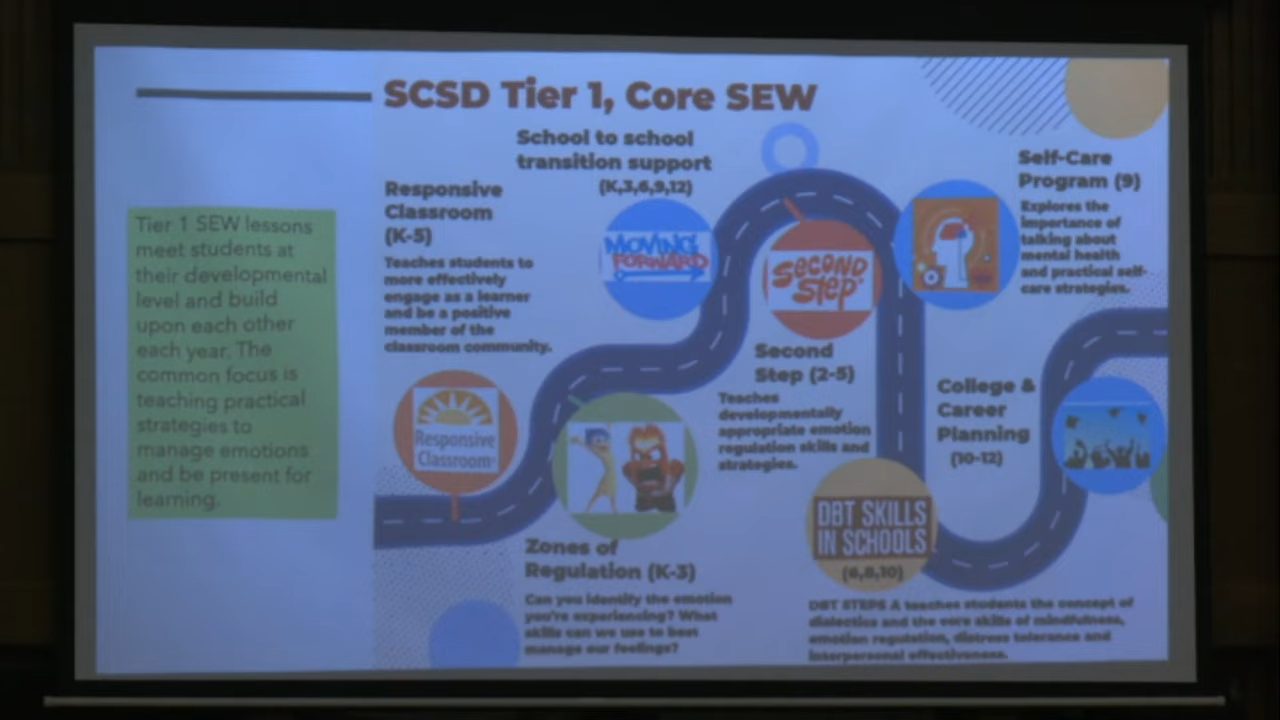 SCSD Tier 1, Core SEW
Tier 1 SEW lessons
meet students at
their developmental
level and build
upon each other
each year. The
common focus is
teaching practical
strategies to
manage emotions
and be present for
learning.
Responsive
Classroom
(K-5)
Teaches students to
more effectively
engage as a learner
and be a positive
member of the
classroom community.
Responsive
Classroom
School to school
transition support
(K,3,6,9,12)
MOVING
FORWARD
Zones of
Regulation (K-3)
Can you identify the emotion
you're experiencing? What
skills can we use to best
manage our feelings?
SECOND
STEP
Second
Step (2-5)
Teaches
developmentally
appropriate emotion
regulation skills and
strategies.
DBT SKILLS
IN SCHOOLS
(6,8,10)
DBT STEPS A teaches students the concept of
dialectics and the core skills of mindfulness,
emotion regulation, distress tolerance and
interpersonal effectiveness.
Self-Care
Program (9)
Explores the
importance of
talking about
mental health
and practical self-
care strategies.
College &
Career
Planning
(10-12)